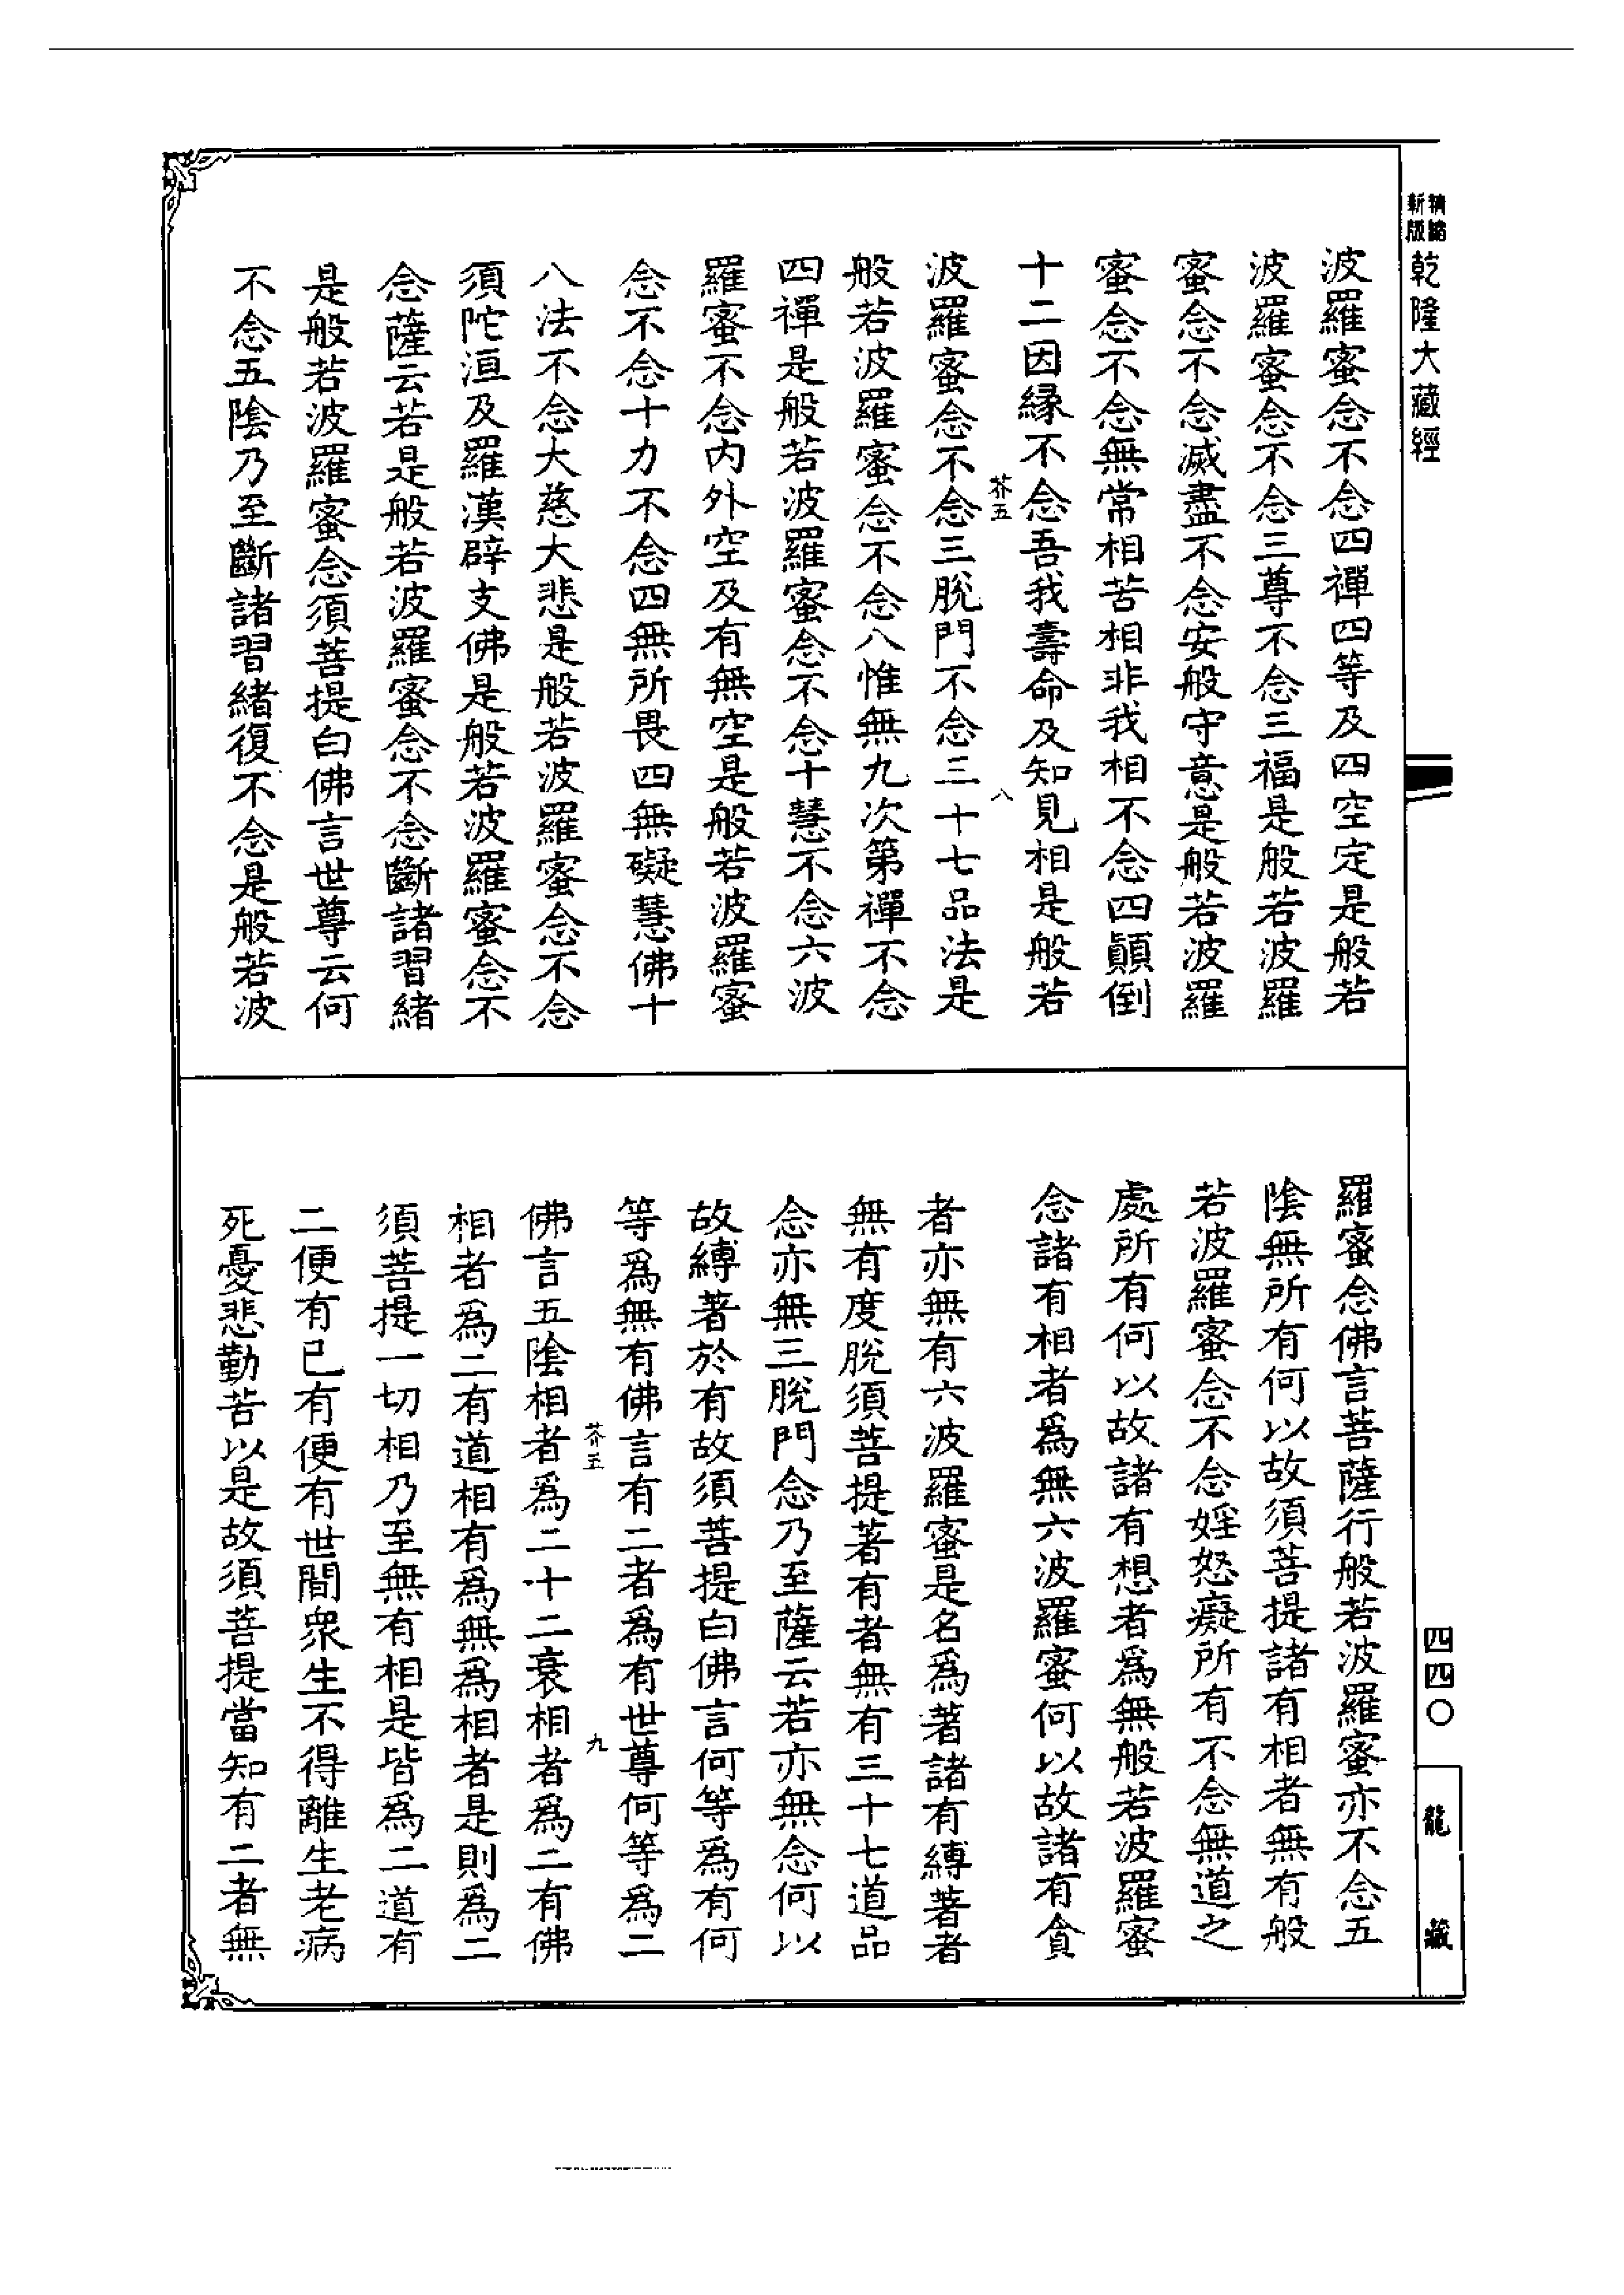 精縮新版乾隆大藏經
波羅蜜念不念四禪四等及四空定是般若
波羅蜜念不念三尊不念三福是般若波羅
蜜念不念滅盡不念安般守意是般若波羅
蜜念不念無常相苦相非我相不念四顛倒
十二因緣不念吾我壽命及知見相是般若
芥五
八
波羅蜜念不念三脫門不念三十七品法是
般若波羅蜜念不念八惟無九次第禪不念
四禪是般若波羅蜜念不念十慧不念六波
羅蜜不念內外空及有無空是般若波羅蜜
念不念十力不念四無所畏四無礙慧佛十
八法不念大慈大悲是般若波羅蜜念不念
須陀洹及羅漢辟支佛是般若波羅蜜念不
念薩云若是般若波羅蜜念不念斷諸習緒
是般若波羅蜜念須菩提白佛言世尊云何
不念五陰乃至斷諸習緒復不念是般若波
羅蜜念佛言菩薩行般若波羅蜜亦不念五
陰無所有何以故須菩提諸有相者無有般
若波羅蜜念不念婬怒癡所有不念無道之
處所有何以故諸有想者為無般若波羅蜜
念諸有相者為無六波羅蜜何以故諸有貪
者亦無有六波羅蜜是名為著諸有縛著者
無有度脫須菩提著有者無有三十七道品
念亦無三脫門念乃至薩云若亦無念何以
故縛著於有故須菩提白佛言何等為有何
等為無有佛言有二者為有世尊何等為二
芥五
九
佛言五陰相者為二十二衰相者為二有佛
相者為二有道相有為無為相者是則為二
須菩提一切相乃至無有相是皆為二道有
二便有已有便有世間眾生不得離生老病
死憂悲勤苦以是故須菩提當知有二者無
四四〇
龍藏